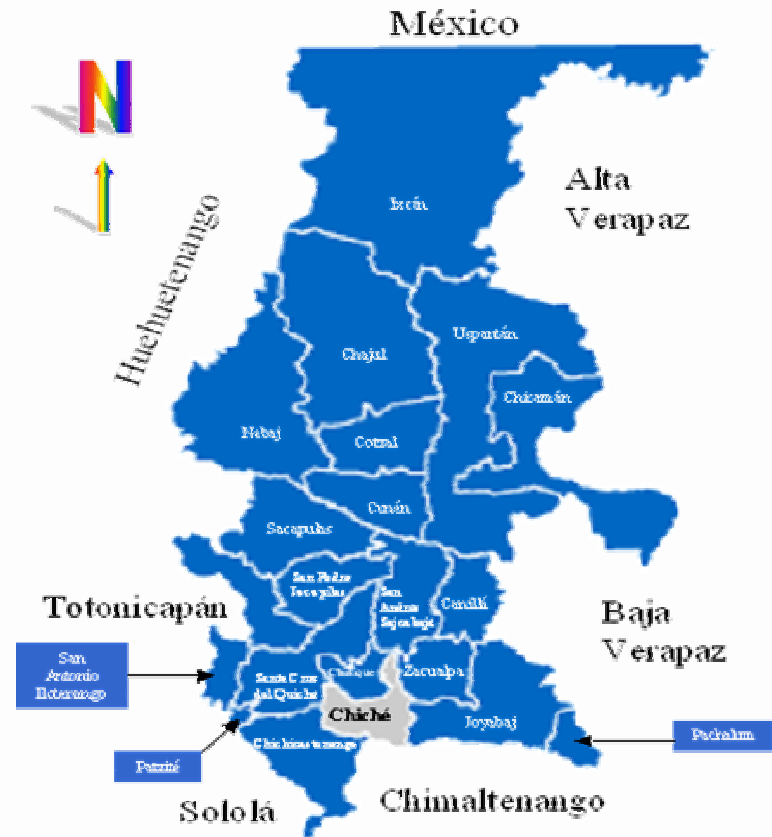 México
N
Alta
Verapaz
Ixcán
Huehuetenango
Uspantán
Chajul
Chicamán
Nebaj
Cotzal
Cunén
Sacapulas
San Pedro
Jocopilas
San
Andrés
Sajcabajá
Canillá
Totonicapán
Baja
Verapaz
San
Antonio
Ilotenango
Santa Cruz
del Quiché
Zacualpa
Chiché
Joyabaj
Pachalum
Patzité
Chichicastenango
Sololá
Chimaltenango